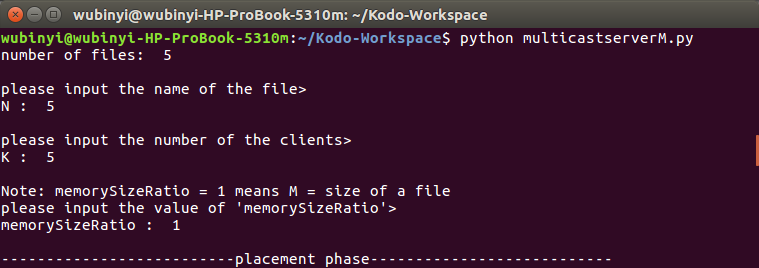 wubinyi@wubinyi-HP-ProBook-5310m: ~/Kodo-Workspace
wubinyi@wubinyi-HP-ProBook-5310m:~/Kodo-Workspace$ python multicastserverM.py
number of files:  5
please input the name of the file>
N :  5
please input the number of the clients>
K :  5
Note: memorySizeRatio = 1 means M = size of a file
please input the value of 'memorySizeRatio'>
memorySizeRatio :  1
--------------------------placement phase---------------------------